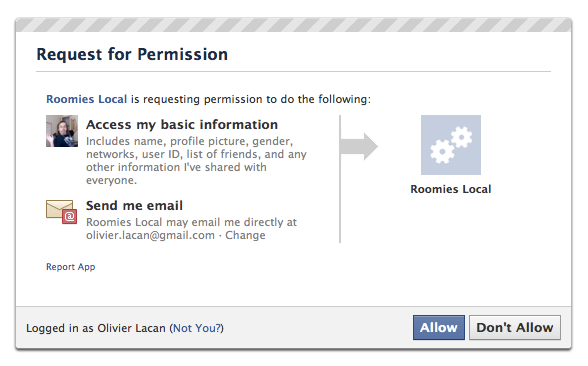 Request for Permission
Roomies Local is requesting permission to do the following:
Access my basic information
Includes name, profile picture, gender,
networks, user ID, list of friends, and any
other information I've shared with
everyone.
Roomies Local
Send me email
Roomies Local may email me directly at
olivier.lacan@gmail.com · Change
Report App
Logged in as Olivier Lacan (Not You?)
Allow
Don't Allow